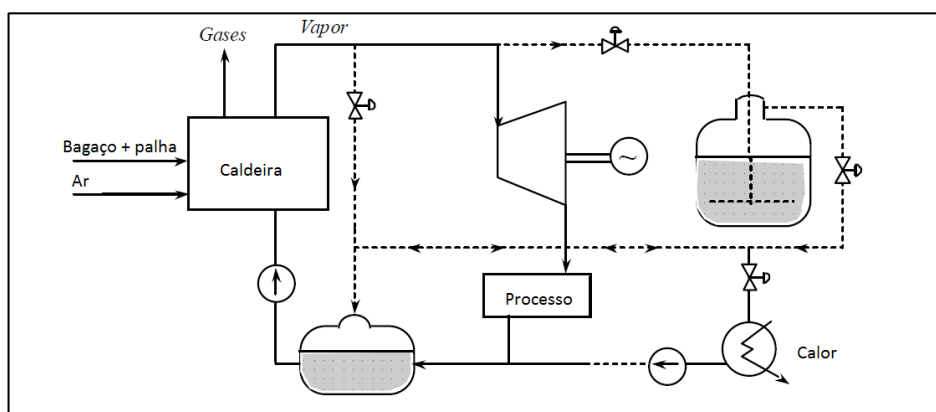 Gases
Vapor
Bagaço + palha
Ar
Caldeira
Processo
Calor